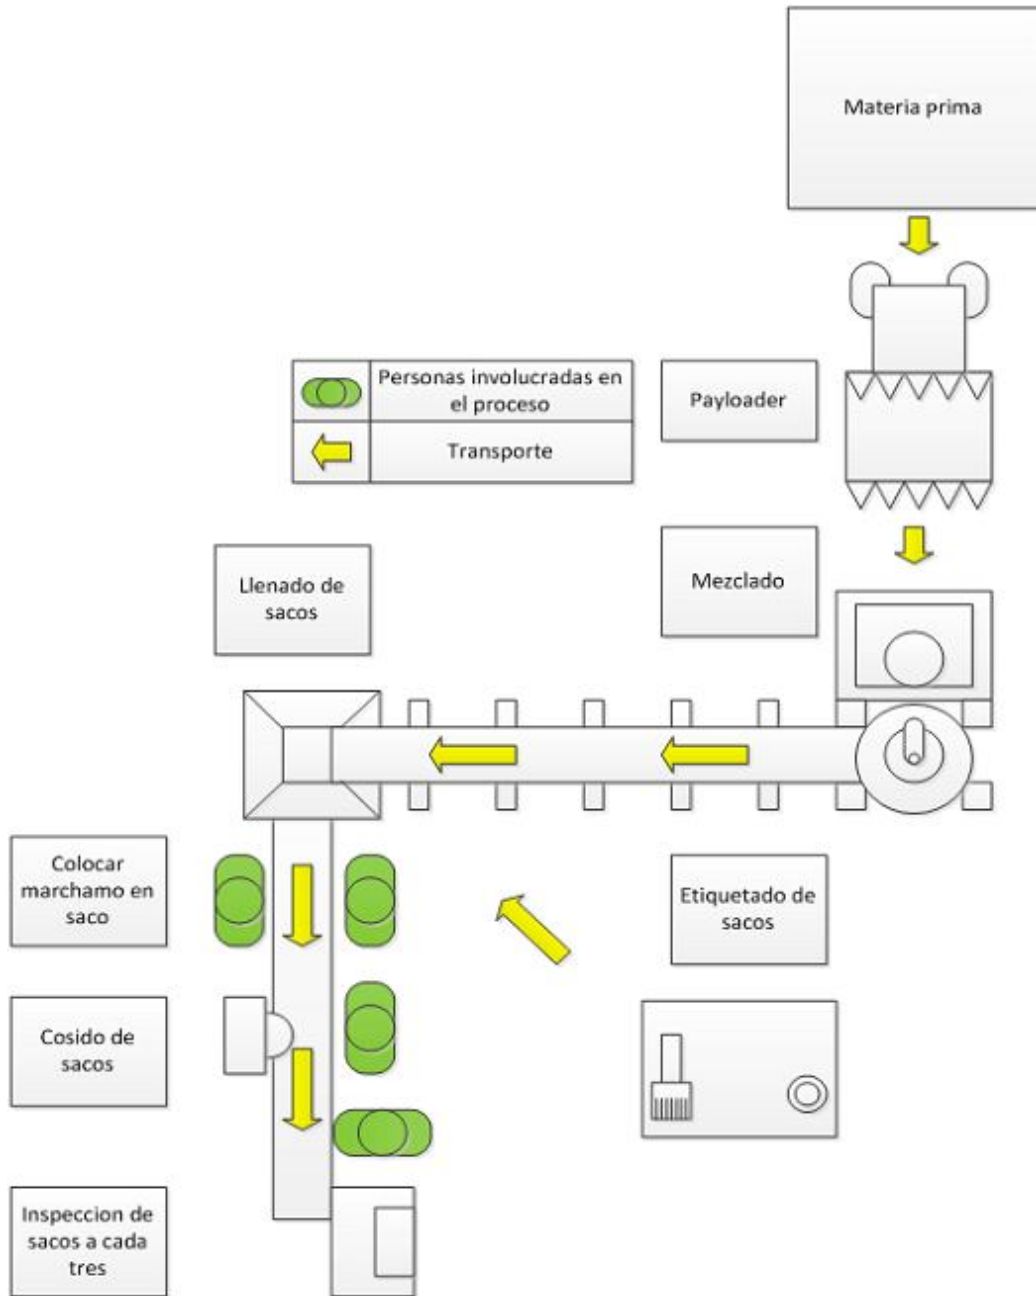 Materia prima
Personas involucradas en
el proceso
Transporte
Payloader
Mezclado
Llenado de
sacos
Colocar
marchamo en
saco
Etiquetado de
sacos
Cosido de
sacos
Inspeccion de
sacos a cada
tres